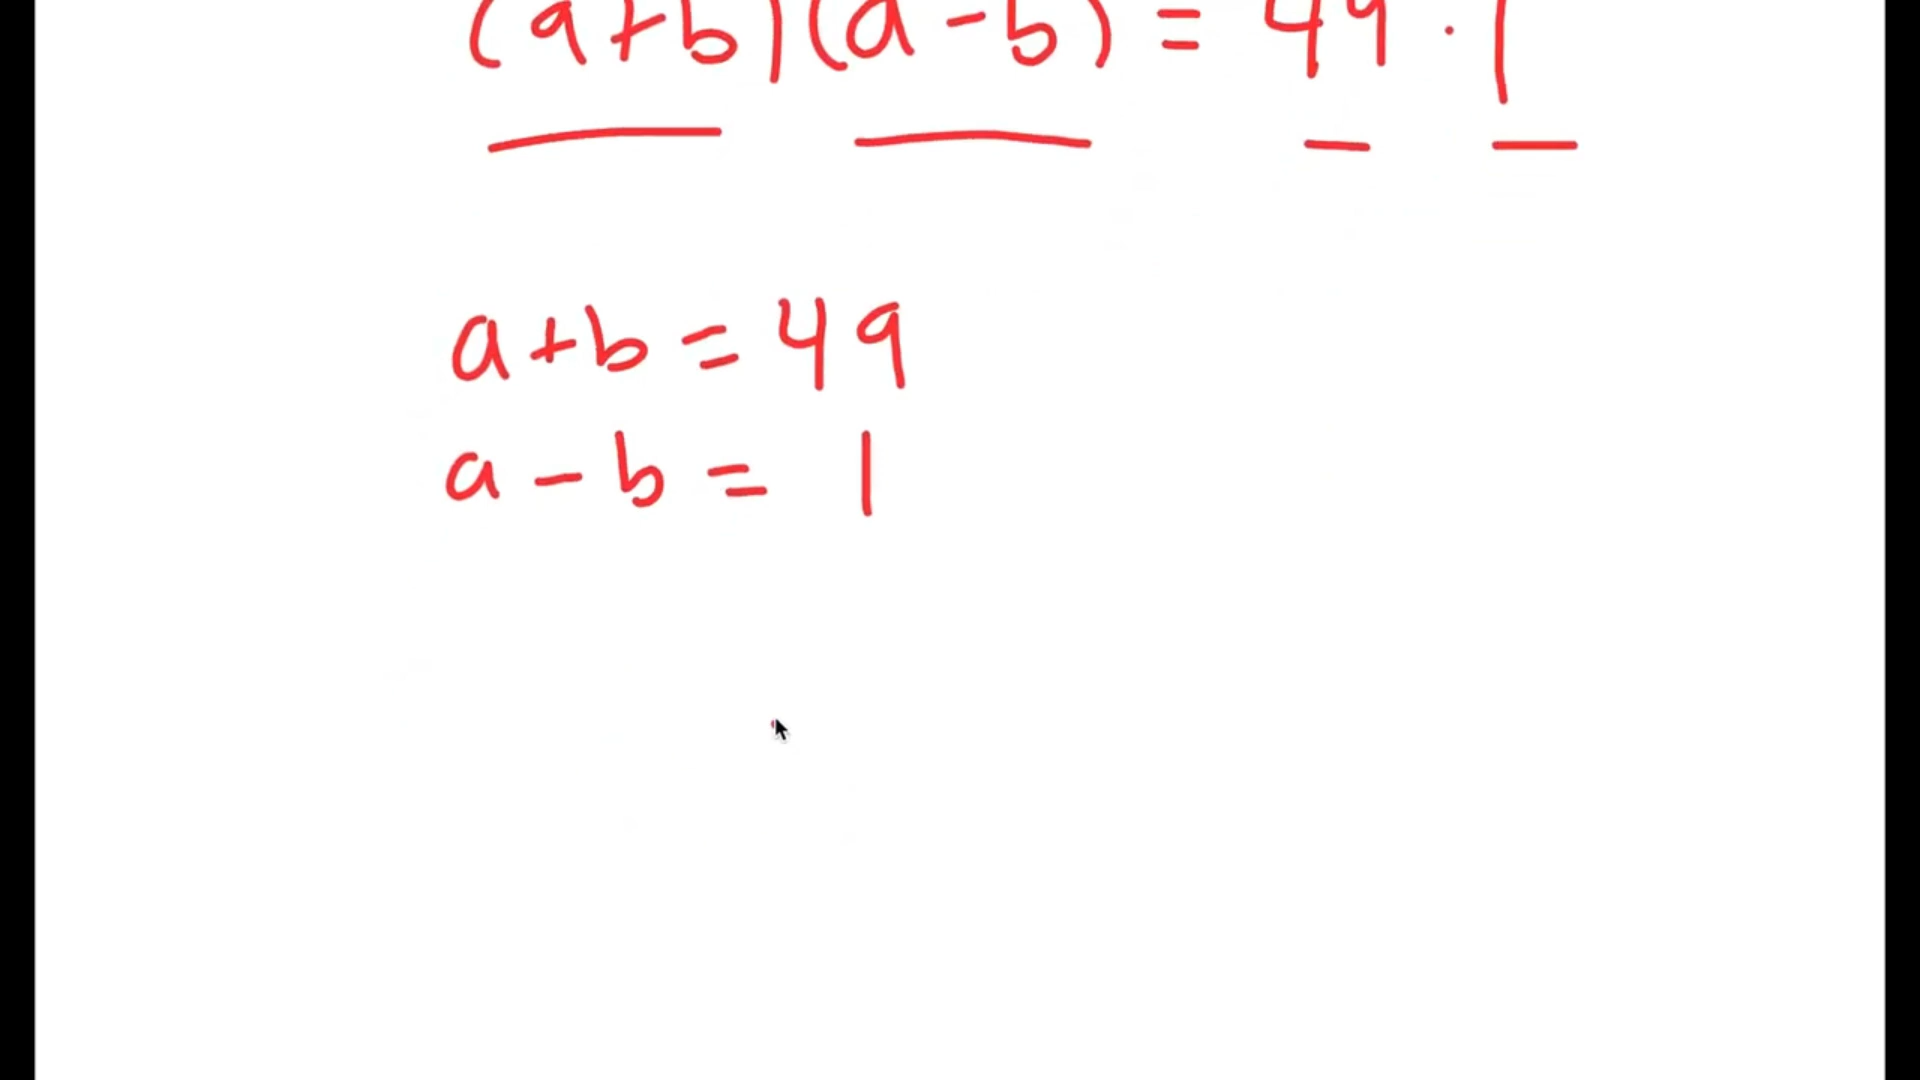 (a+b)(a-b) = 49 · 1
a+b = 49
a-b = 1